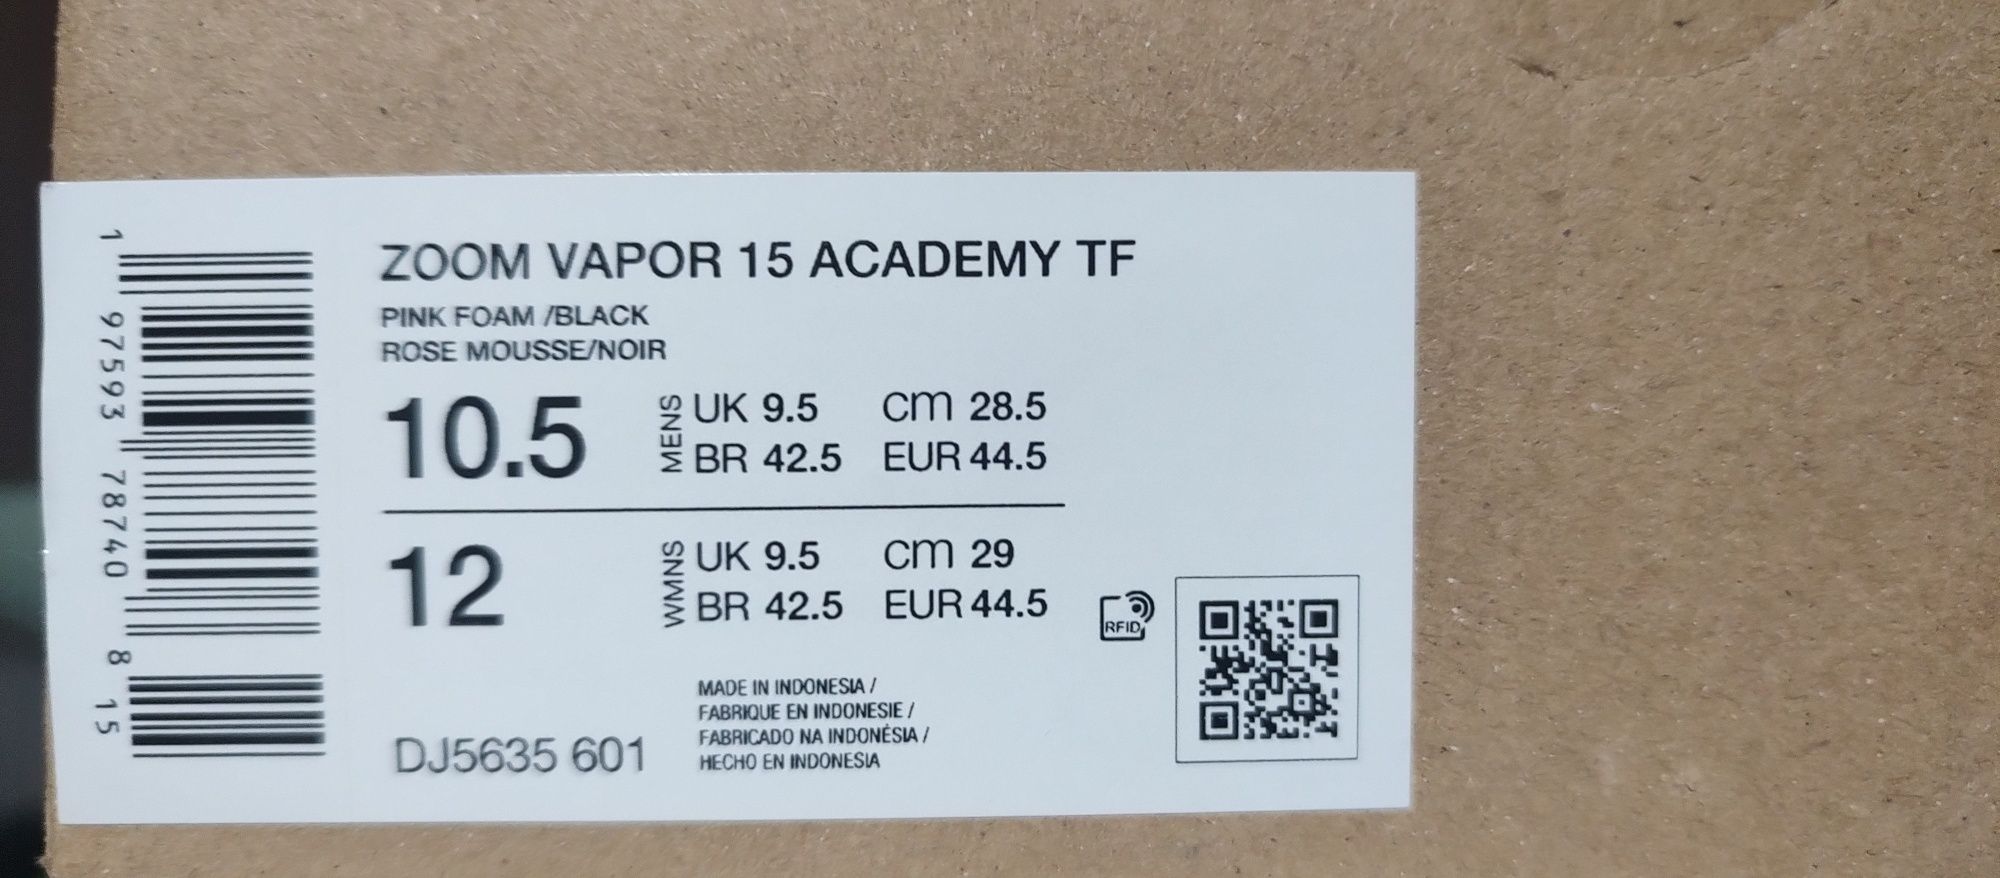 ZOOM VAPOR 15 ACADEMY TF
PINK FOAM /BLACK
ROSE MOUSSE/NOIR
10.5 MENS UK 9.5 CM 28.5
BR 42.5 EUR 44.5
12 WMNS UK 9.5 CM 29
BR 42.5 EUR 44.5
RFID
MADE IN INDONESIA /
FABRIQUE EN INDONESIE /
FABRICADO NA INDONÉSIA /
HECHO EN INDONESIA
DJ5635 601
1 97593 78740 8 15